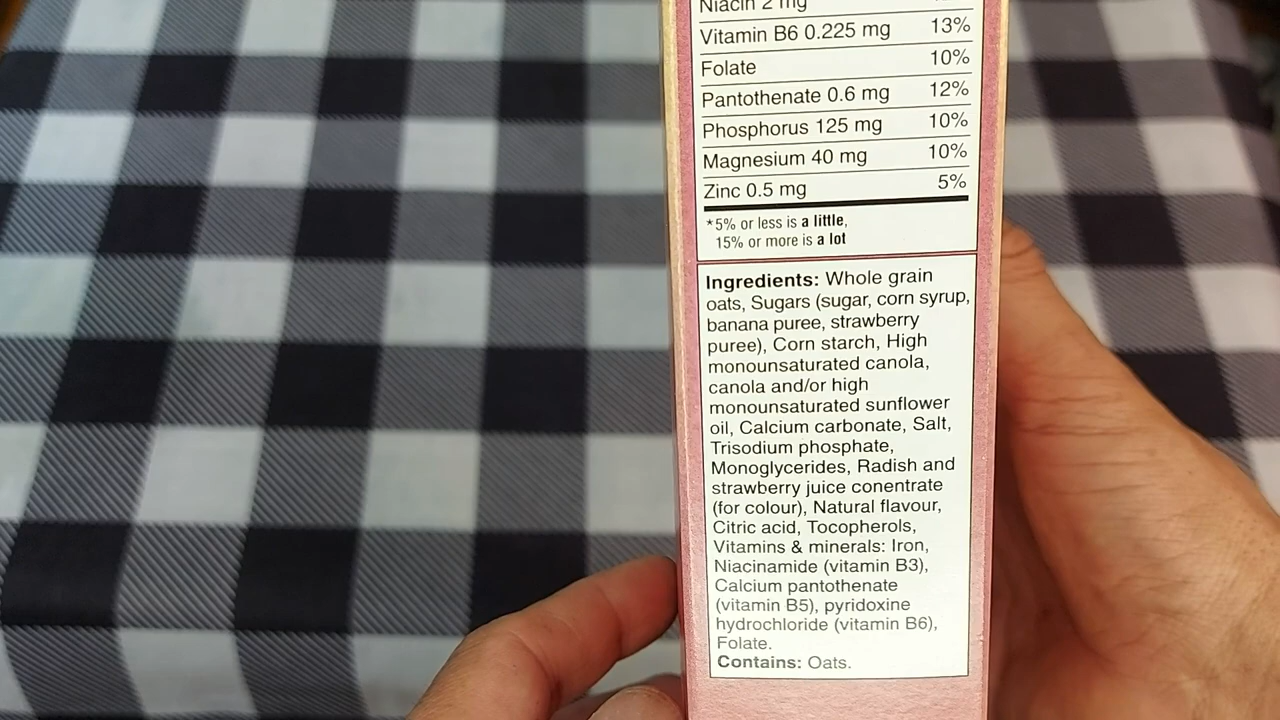 Niacin 2 mg
Vitamin B6 0.225 mg 13%
Folate 10%
Pantothenate 0.6 mg 12%
Phosphorus 125 mg 10%
Magnesium 40 mg 10%
Zinc 0.5 mg 5%
*5% or less is a little,
15% or more is a lot
Ingredients: Whole grain
oats, Sugars (sugar, corn syrup,
banana puree, strawberry
puree), Corn starch, High
monounsaturated canola,
canola and/or high
monounsaturated sunflower
oil, Calcium carbonate, Salt,
Trisodium phosphate,
Monoglycerides, Radish and
strawberry juice conentrate
(for colour), Natural flavour,
Citric acid, Tocopherols,
Vitamins & minerals: Iron,
Niacinamide (vitamin B3),
Calcium pantothenate
(vitamin B5), pyridoxine
hydrochloride (vitamin B6),
Folate.
Contains: Oats.